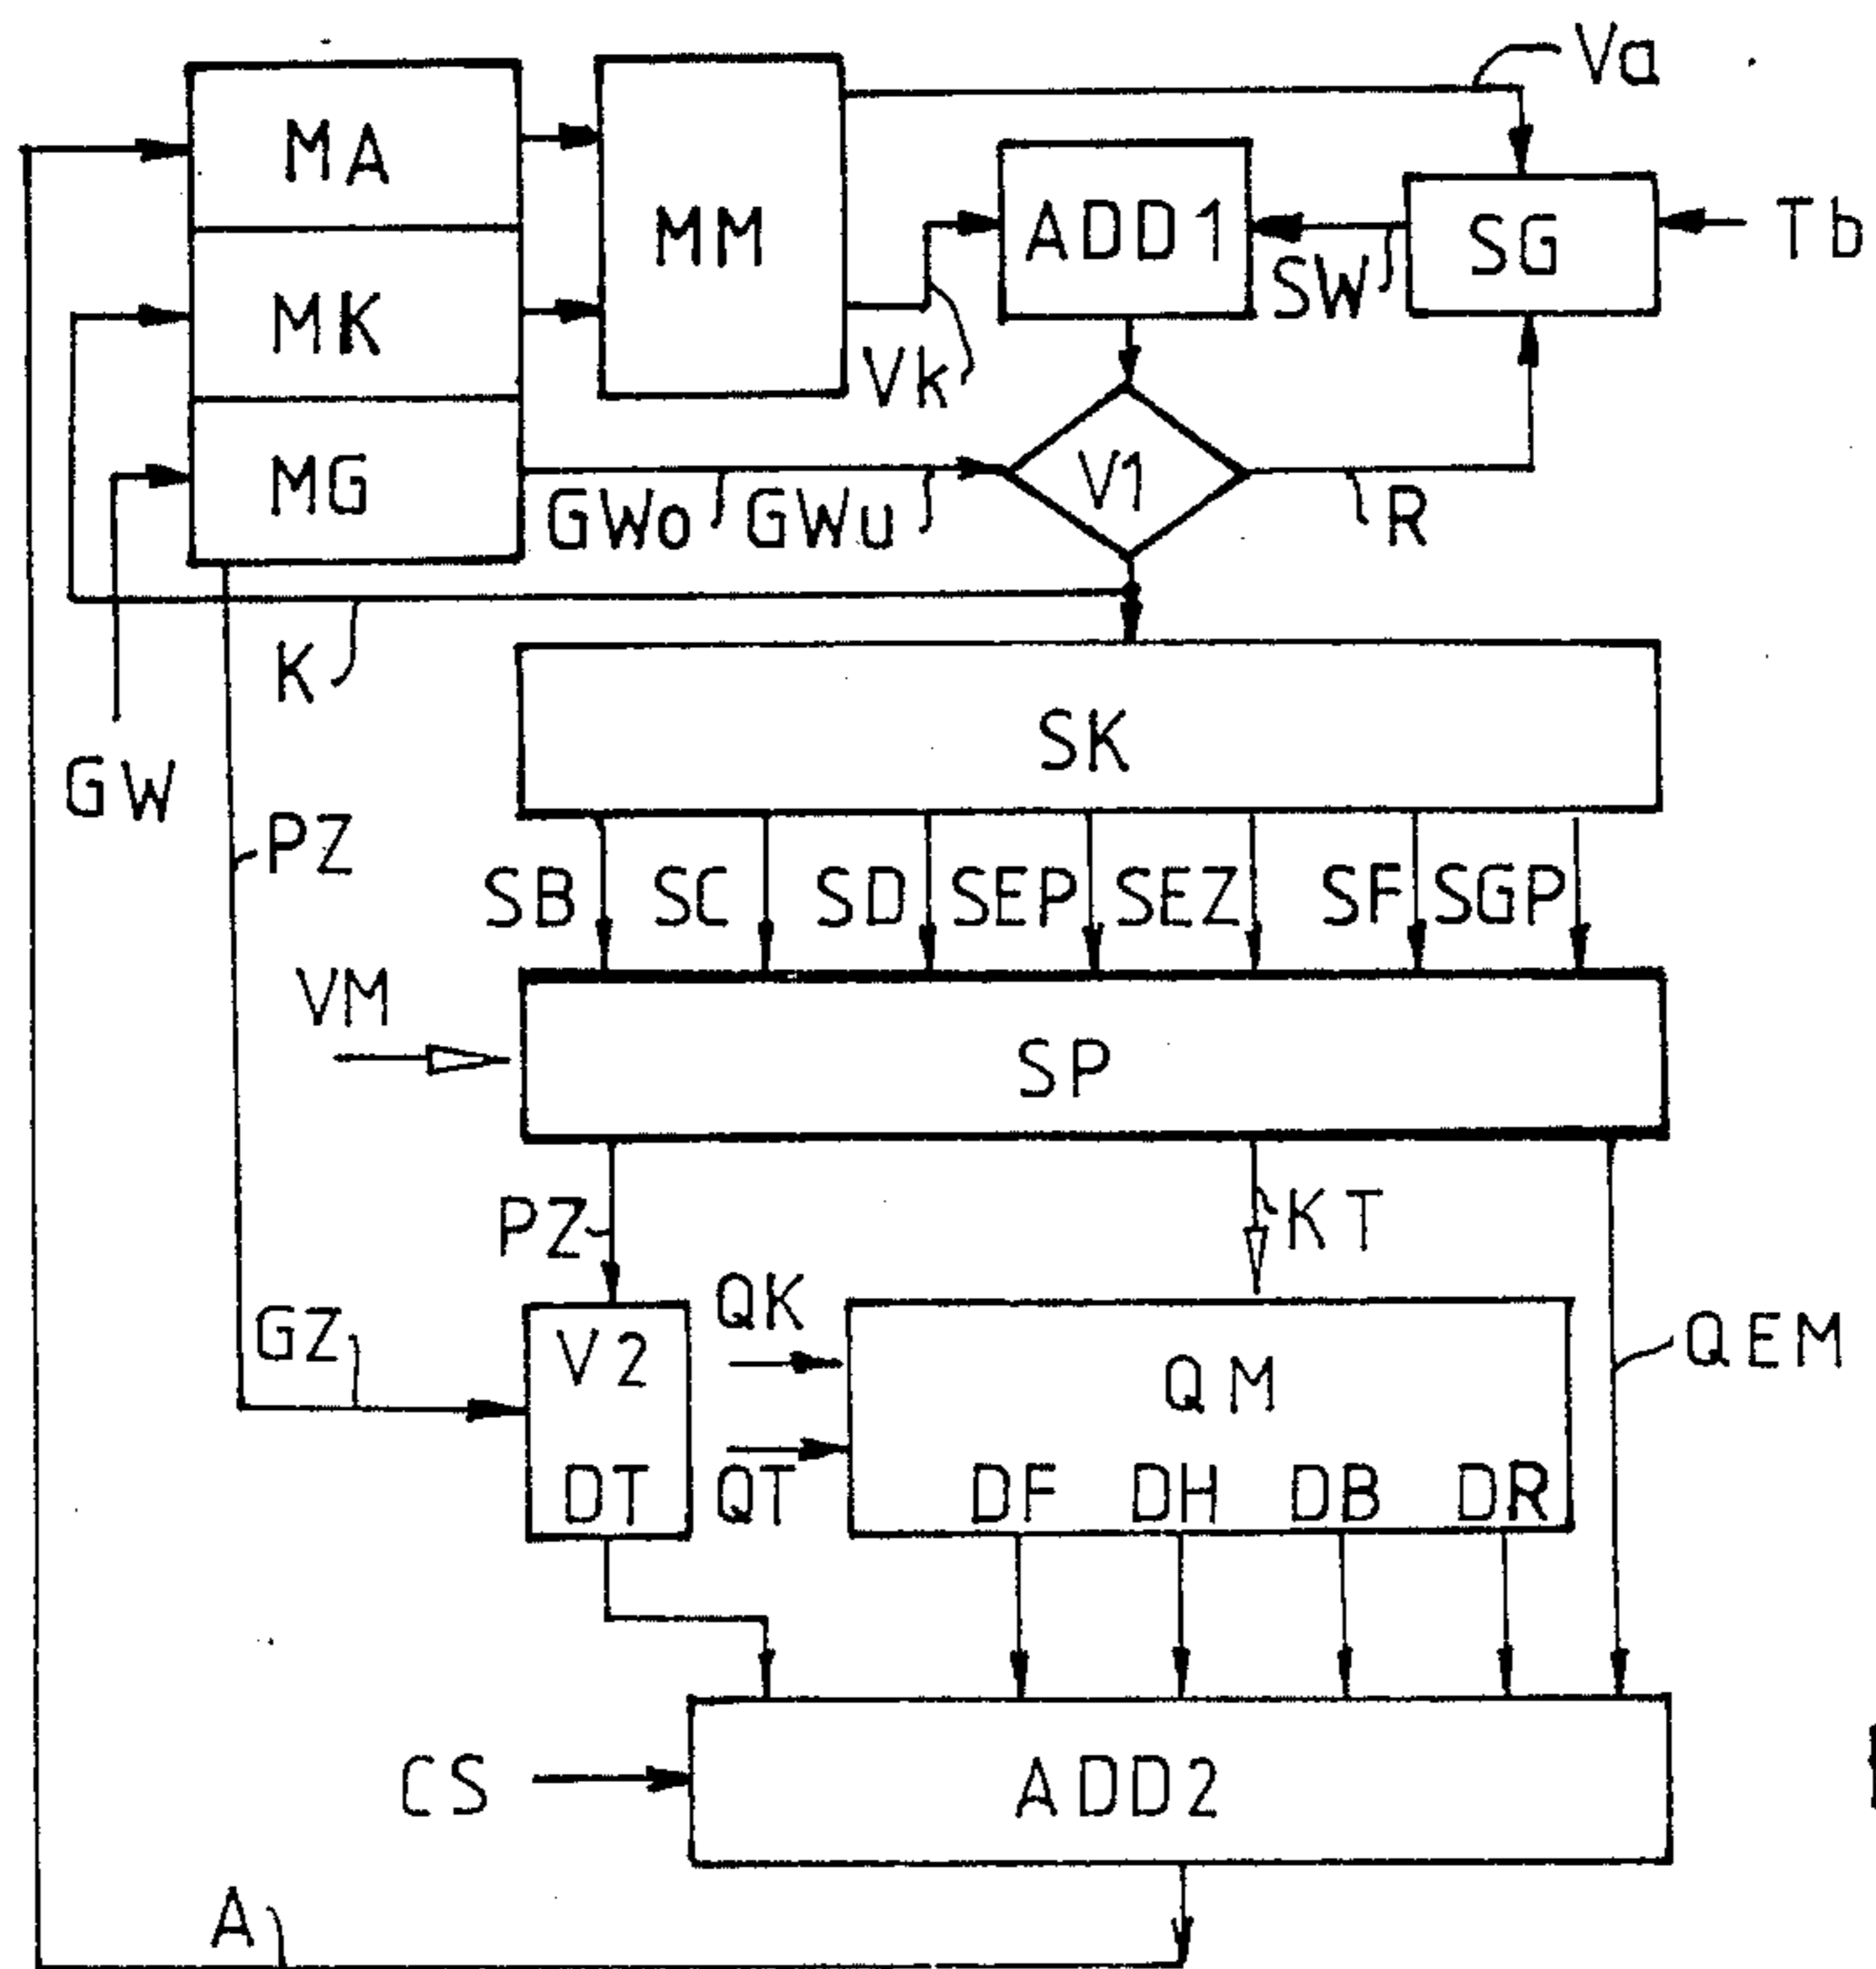 Va
MA
MM
ADD1
SG
Tb
SW
MK
Vk
MG
GWo
GWu
V1
R
K
GW
SK
PZ
SB
SC
SD
SEP
SEZ
SF
SGP
VM
SP
PZ
KT
QK
GZ
V2
QM
QEM
DT
QT
DF
DH
DB
DR
CS
ADD2
A